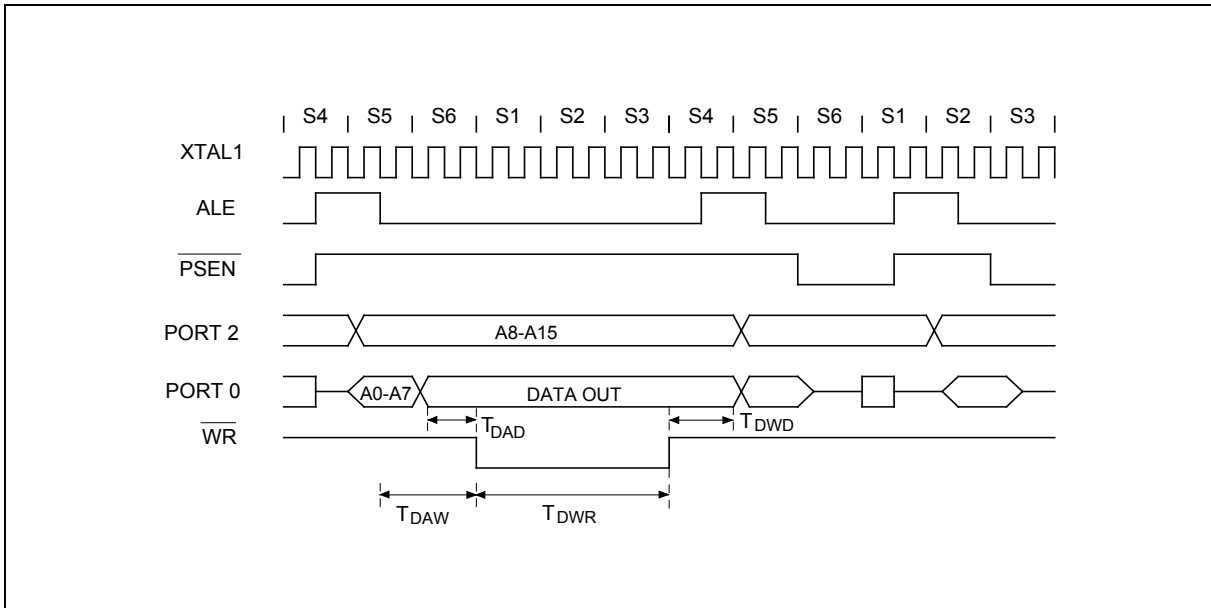 S4 S5 S6 S1 S2 S3 S4 S5 S6 S1 S2 S3
XTAL1
ALE
PSEN
PORT 2 A8-A15
PORT 0 A0-A7 DATA OUT
TDAD TDWD
WR
TDAW TDWR